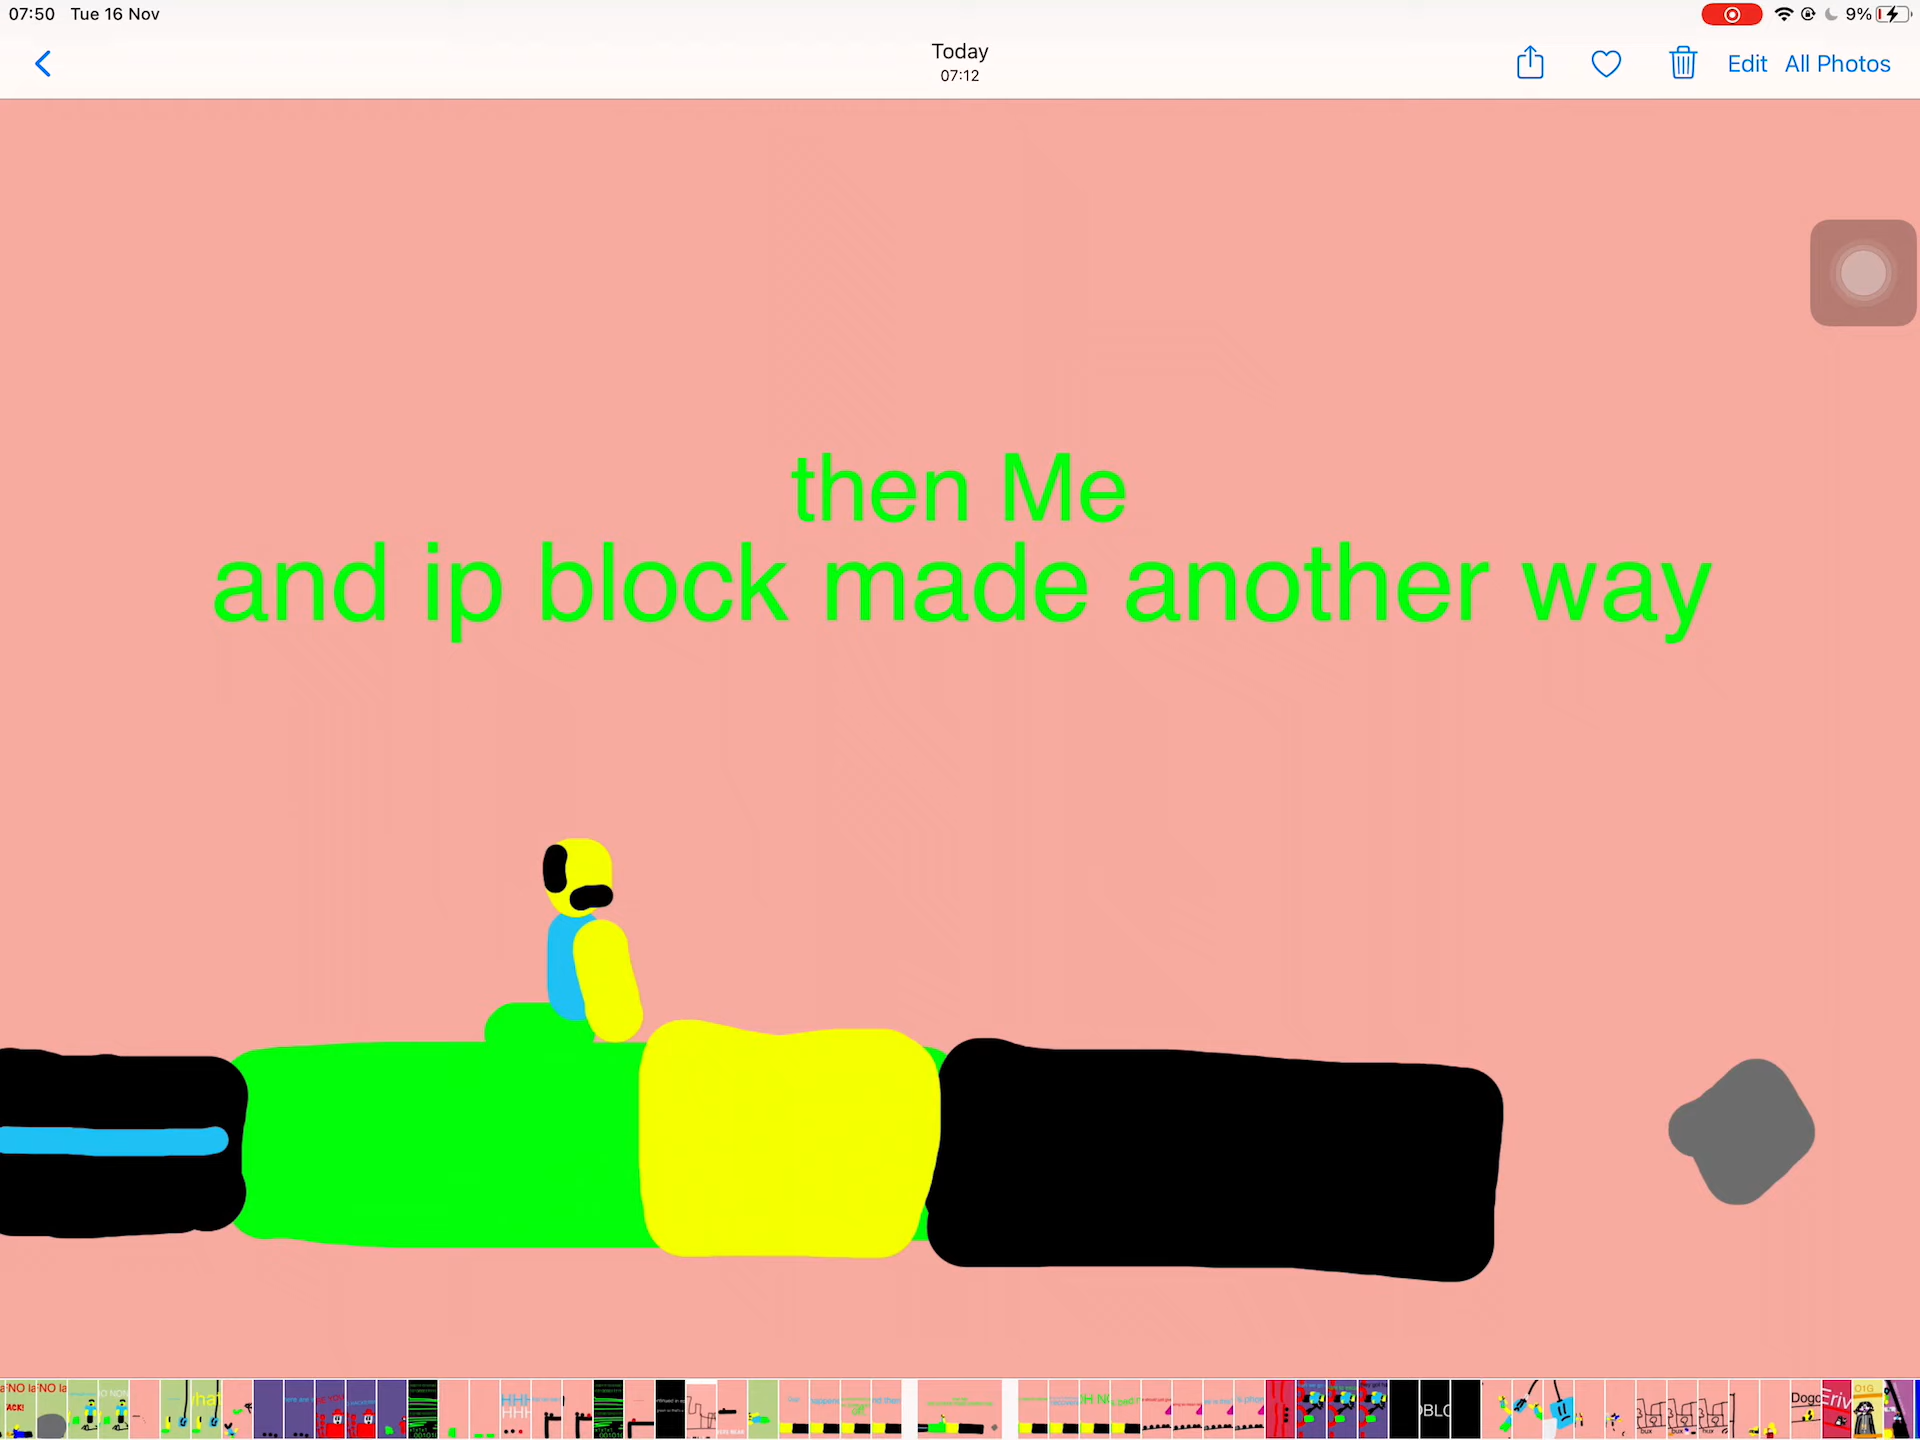 07:50 Tue 16 Nov
9%
Today
07:12
Edit All Photos
then Me
and ip block made another way